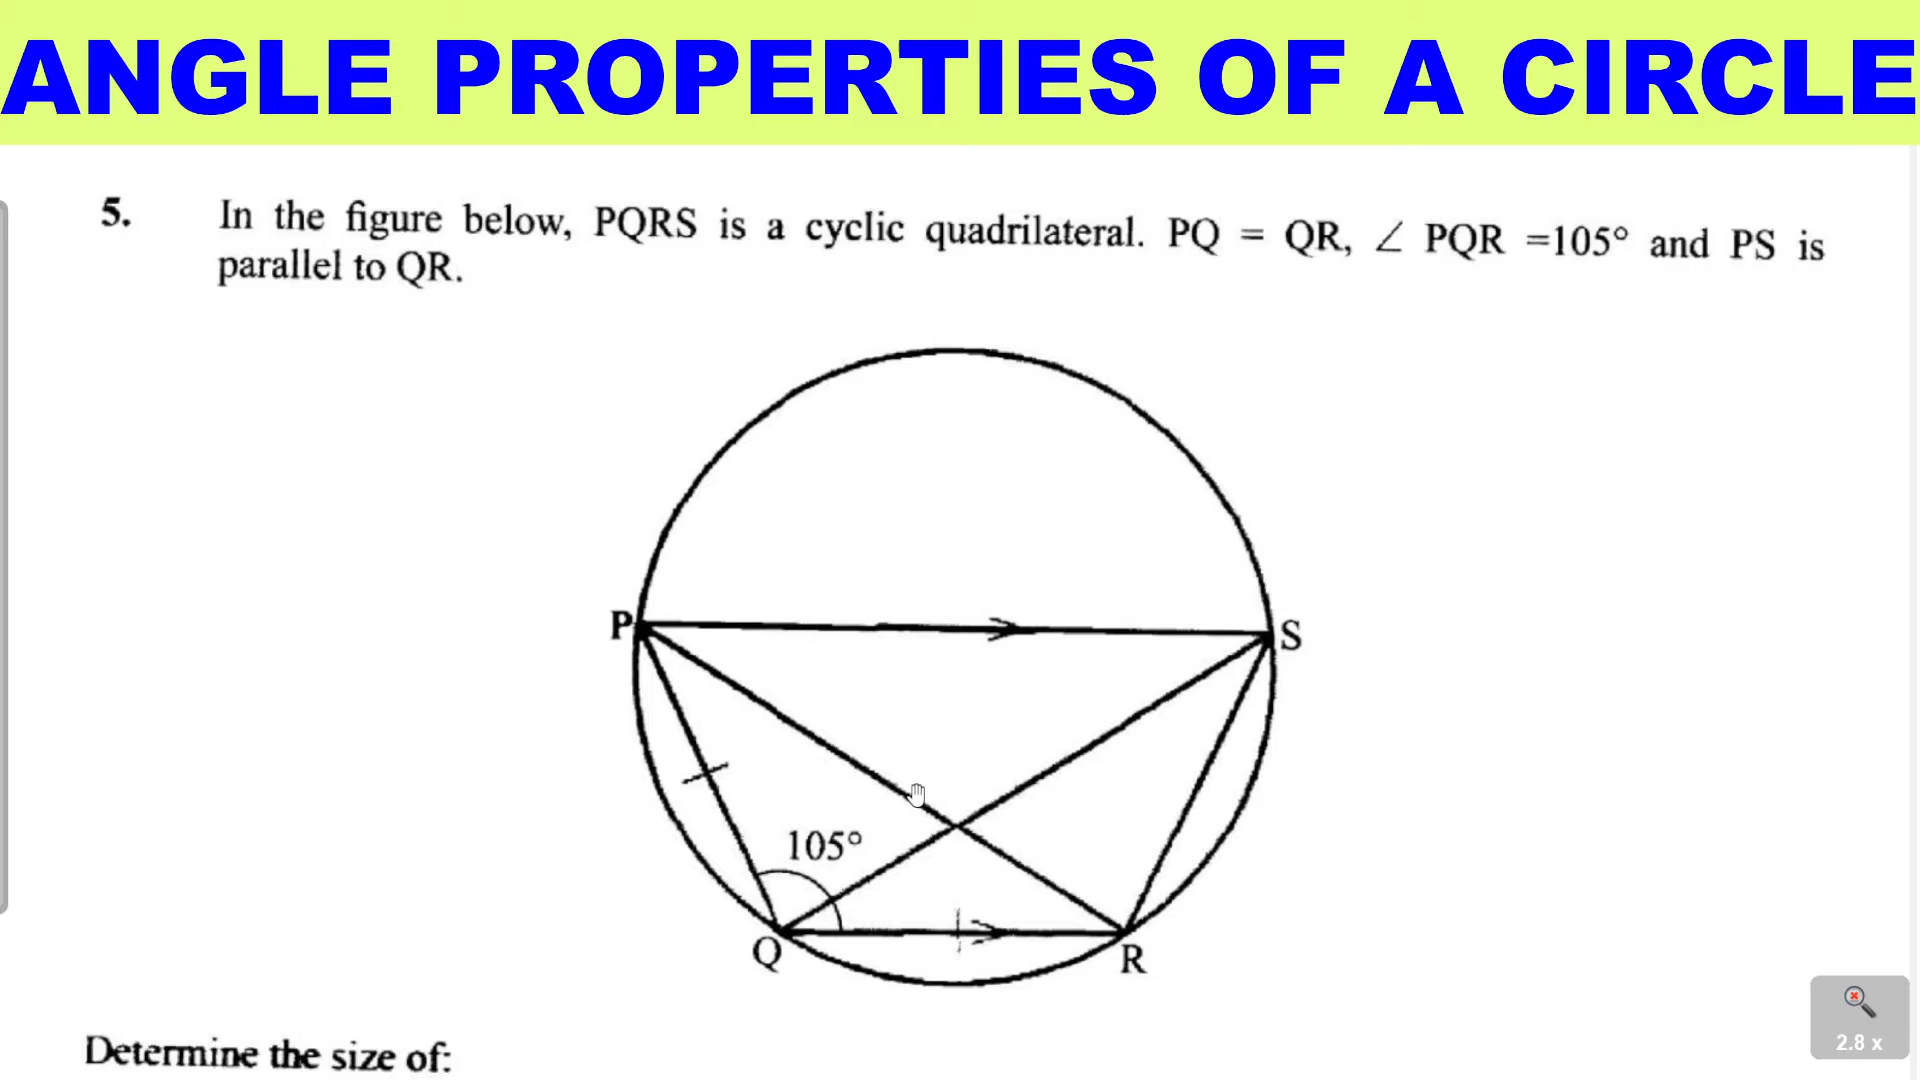 ANGLE PROPERTIES OF A CIRCLE
5. In the figure below, PQRS is a cyclic quadrilateral. PQ = QR, ∠ PQR =105° and PS is
parallel to QR.
P
S
105°
Q
R
Determine the size of:
2.8 x